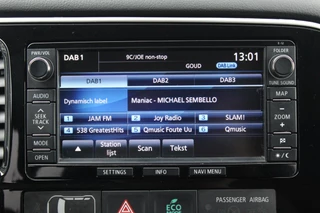 DAB1 9C/JOE non-stop 13:01
GOUD DAB Link
PWR/VOL FOLDER
TUNE SOUND
DAB1 DAB2 DAB3
AUDIO MAP
Dynamisch label Maniac - MICHAEL SEMBELLO
SEEK TRACK ZOOM
1 JAM FM 2 Joy Radio 3 SLAM!
4 538 GreatestHits 5 Qmusic Foute Uu 6 Qmusic
MODE
OPEN
Station lijst Scan Tekst
SETTINGS INFO NAVI MENU
ECO
PASSENGER AIRBAG